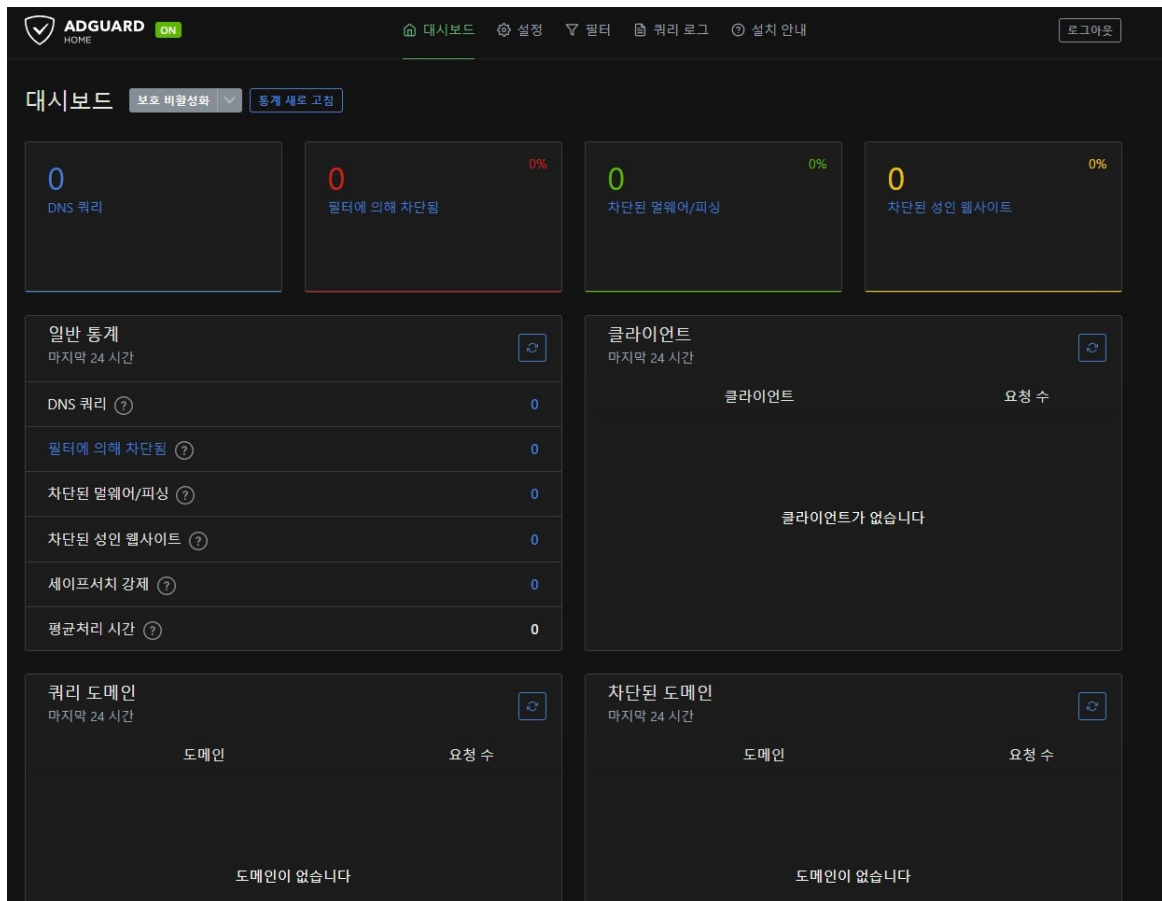 ADGUARD ON
HOME
대시보드 설정 필터 쿼리 로그 설치 안내
로그아웃
대시보드 보호 비활성화 통계 새로 고침
0
DNS 쿼리
0%
0
필터에 의해 차단됨
0%
0
차단된 멀웨어/피싱
0%
0
차단된 성인 웹사이트
일반 통계
마지막 24 시간
DNS 쿼리 ? 0
필터에 의해 차단됨 ? 0
차단된 멀웨어/피싱 ? 0
차단된 성인 웹사이트 ? 0
세이프서치 강제 ? 0
평균처리 시간 ? 0
클라이언트
마지막 24 시간
클라이언트 요청 수
클라이언트가 없습니다
쿼리 도메인
마지막 24 시간
도메인 요청 수
도메인이 없습니다
차단된 도메인
마지막 24 시간
도메인 요청 수
도메인이 없습니다